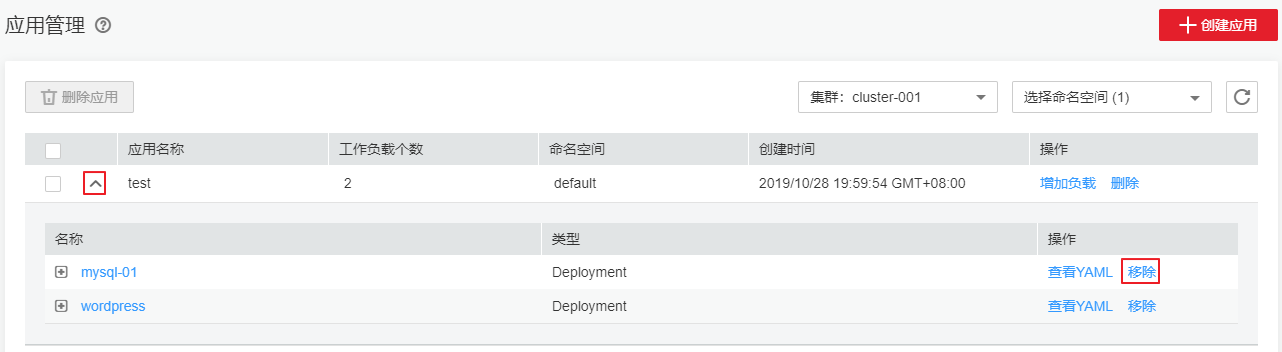 应用管理
创建应用
删除应用 集群：cluster-001 选择命名空间 (1)
应用名称 工作负载个数 命名空间 创建时间 操作
test 2 default 2019/10/28 19:59:54 GMT+08:00 增加负载 删除
名称 类型 操作
mysql-01 Deployment 查看YAML 移除
wordpress Deployment 查看YAML 移除